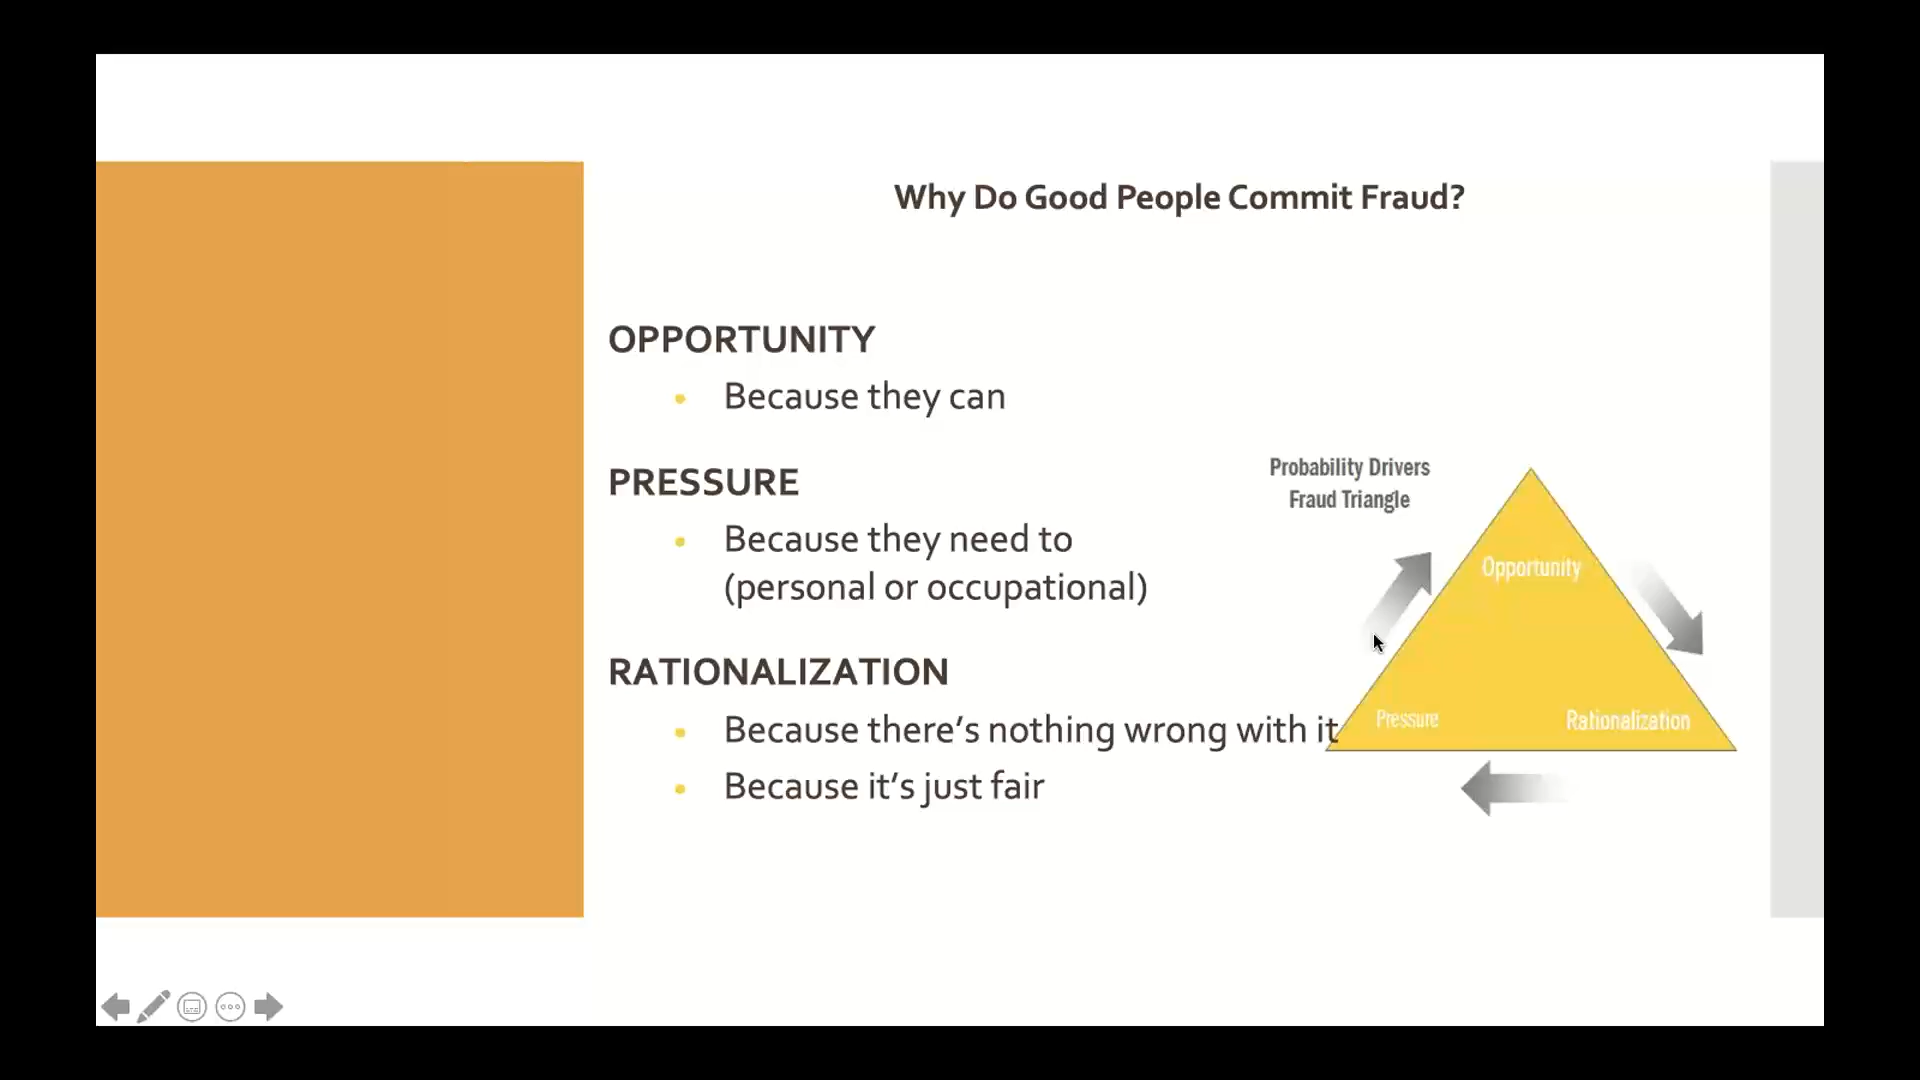 Why Do Good People Commit Fraud?
OPPORTUNITY
• Because they can
PRESSURE
• Because they need to
(personal or occupational)
RATIONALIZATION
• Because there’s nothing wrong with it
• Because it’s just fair
Probability Drivers
Fraud Triangle
Opportunity
Pressure
Rationalization